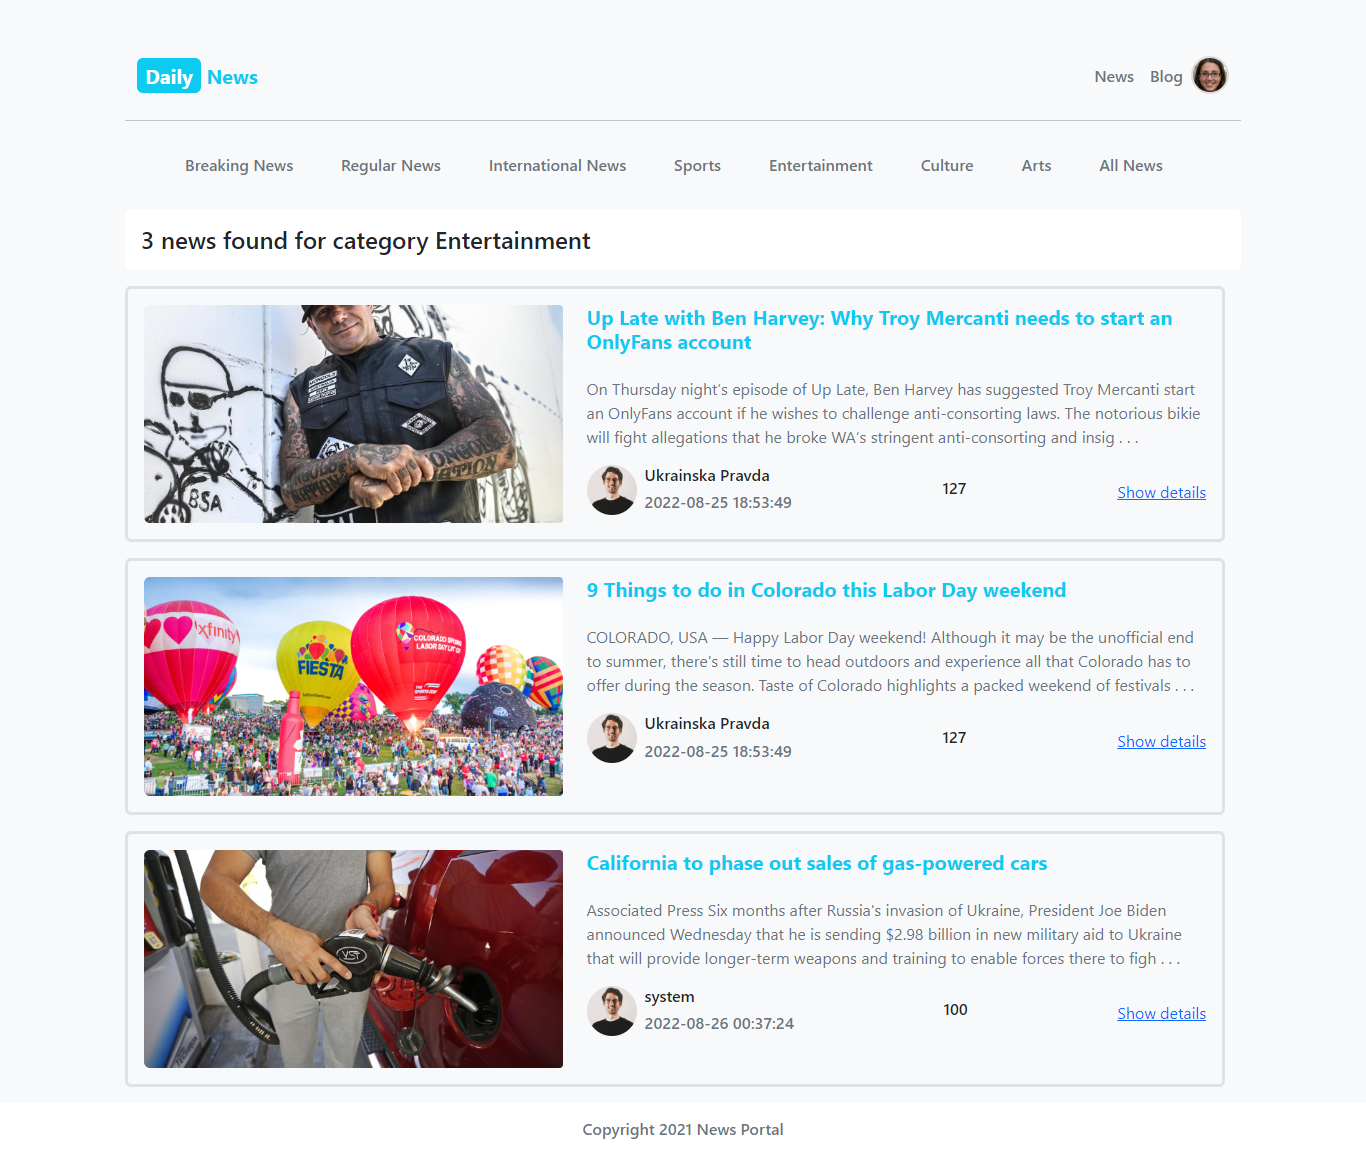 Daily News
News Blog
Breaking News Regular News International News Sports Entertainment Culture Arts All News
3 news found for category Entertainment
BSA
Up Late with Ben Harvey: Why Troy Mercanti needs to start an
OnlyFans account
On Thursday night’s episode of Up Late, Ben Harvey has suggested Troy Mercanti start
an OnlyFans account if he wishes to challenge anti-consorting laws. The notorious bikie
will fight allegations that he broke WA’s stringent anti-consorting and insig . . .
Ukrainska Pravda
2022-08-25 18:53:49
127
Show details
xfinity
FIESTA
COLORADO SPRINGS
LABOR DAY LIFT OFF
9 Things to do in Colorado this Labor Day weekend
COLORADO, USA — Happy Labor Day weekend! Although it may be the unofficial end
to summer, there's still time to head outdoors and experience all that Colorado has to
offer during the season. Taste of Colorado highlights a packed weekend of festivals . . .
Ukrainska Pravda
2022-08-25 18:53:49
127
Show details
VST
California to phase out sales of gas-powered cars
Associated Press Six months after Russia's invasion of Ukraine, President Joe Biden
announced Wednesday that he is sending $2.98 billion in new military aid to Ukraine
that will provide longer-term weapons and training to enable forces there to figh . . .
system
2022-08-26 00:37:24
100
Show details
Copyright 2021 News Portal